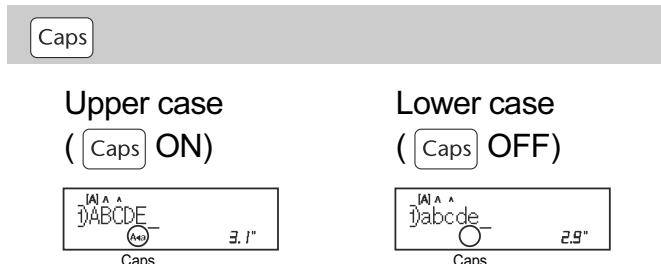 Caps
Upper case
( Caps ON)
Lower case
( Caps OFF)
[A] A A
1)ABCDE_
A◂a
3.1"
Caps
[A] A A
1)abcde_
2.9"
Caps